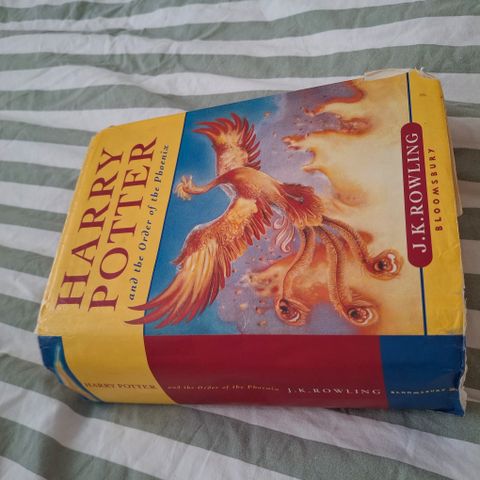 HARRY
POTTER
and the Order of the Phoenix
J.K.ROWLING
BLOOMSBURY
HARRY POTTER and the Order of the Phoenix J.K.ROWLING BLOOMSBURY